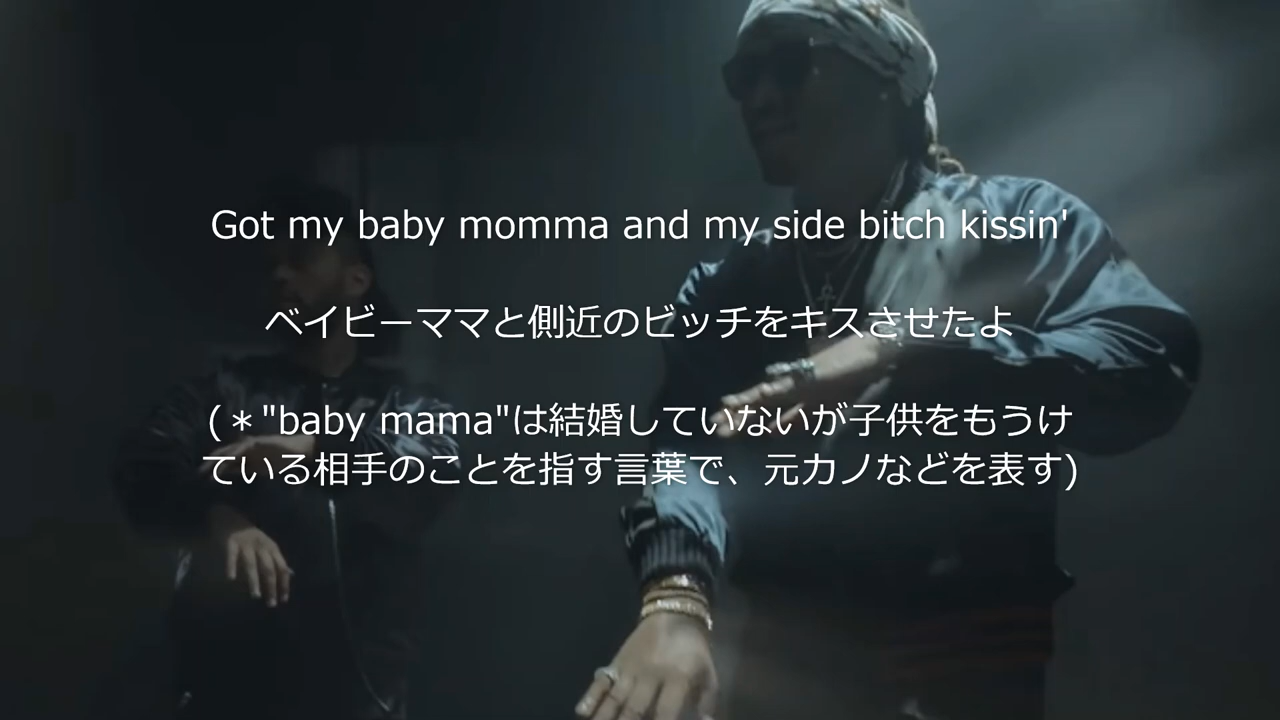 Got my baby momma and my side bitch kissin'
ベイビーママと側近のビッチをキスさせたよ
(＊"baby mama"は結婚していないが子供をもうけ
ている相手のことを指す言葉で、元カノなどを表す)